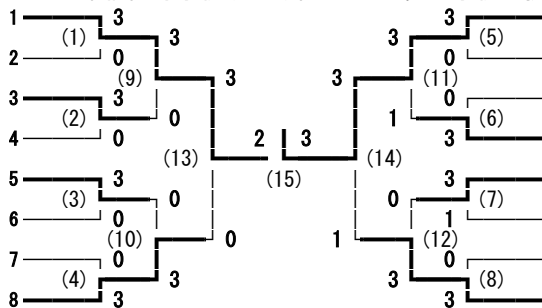 1 3 3 (5)
(1) 3 3
2 0 0
(9) 3 3 (11)
3 3 0
(2) 0 1 (6)
4 0 3
(13) 2 3 (14)
(15)
5 3 3
(3) 0 0 (7)
6 0 1
(10) 0 1 (12)
7 0 0
(4) 3 3 (8)
8 3 3